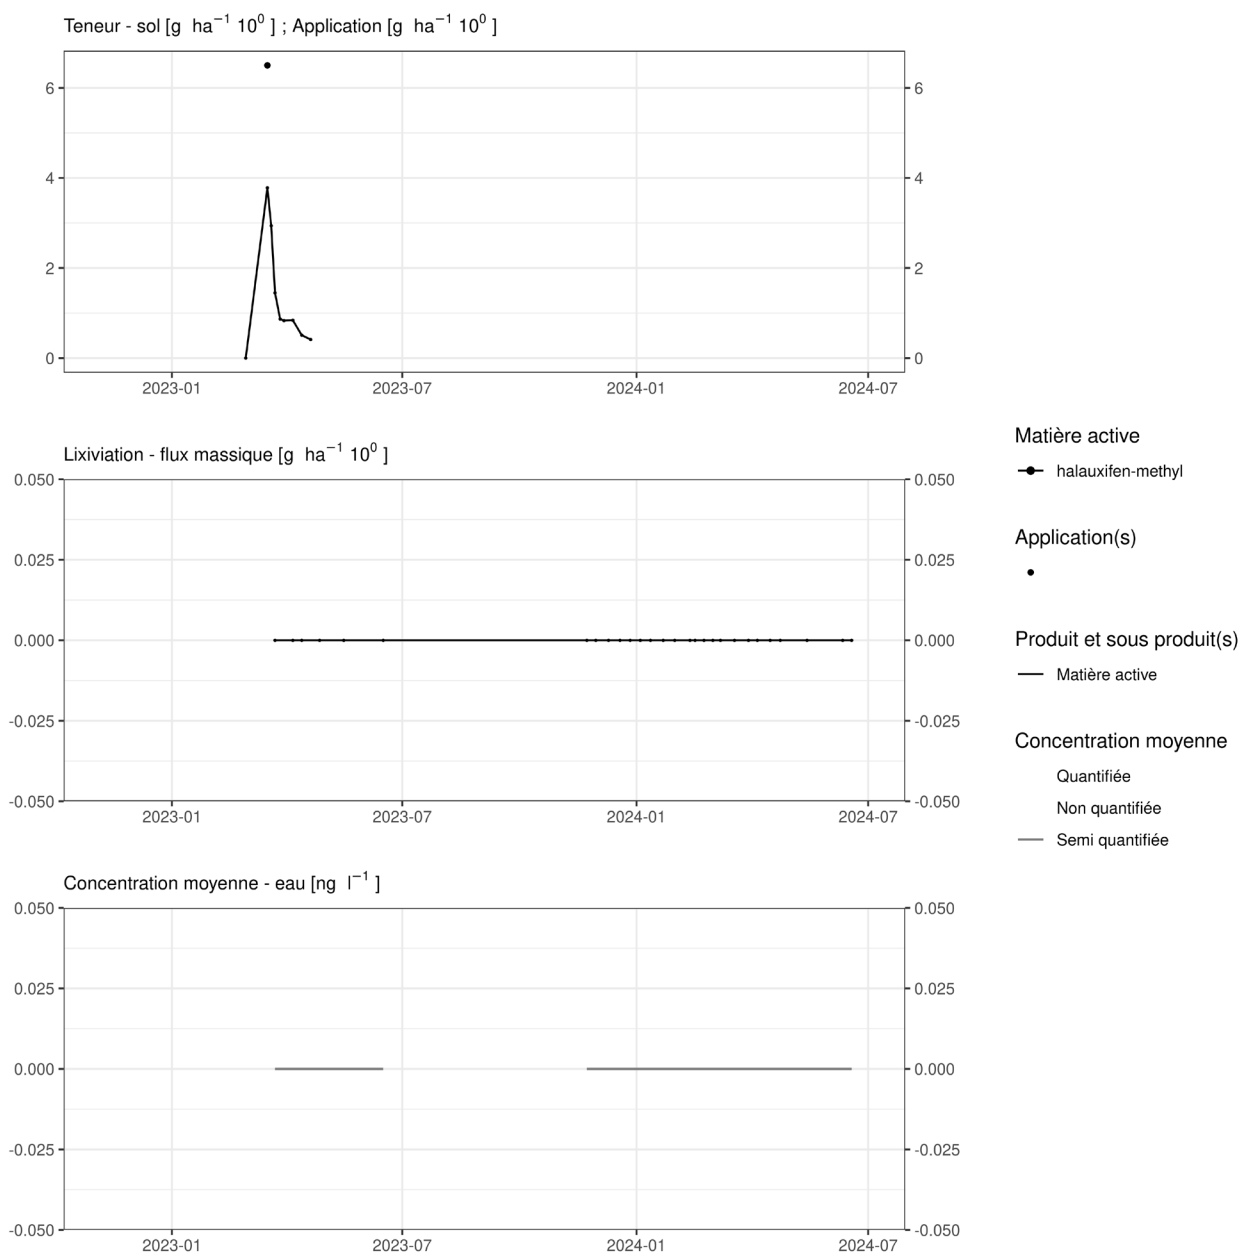 Teneur - sol [g ha⁻¹ 10⁰ ] ; Application [g ha⁻¹ 10⁰ ]
6 6
4 4
2 2
0 0
2023-01 2023-07 2024-01 2024-07
Lixiviation - flux massique [g ha⁻¹ 10⁰ ]
0.050 0.050
0.025 0.025
0.000 0.000
-0.025 -0.025
-0.050 -0.050
2023-01 2023-07 2024-01 2024-07
Concentration moyenne - eau [ng l⁻¹ ]
0.050 0.050
0.025 0.025
0.000 0.000
-0.025 -0.025
-0.050 -0.050
2023-01 2023-07 2024-01 2024-07
Matière active
halauxifen-methyl
Application(s)
Produit et sous produit(s)
Matière active
Concentration moyenne
Quantifiée
Non quantifiée
Semi quantifiée